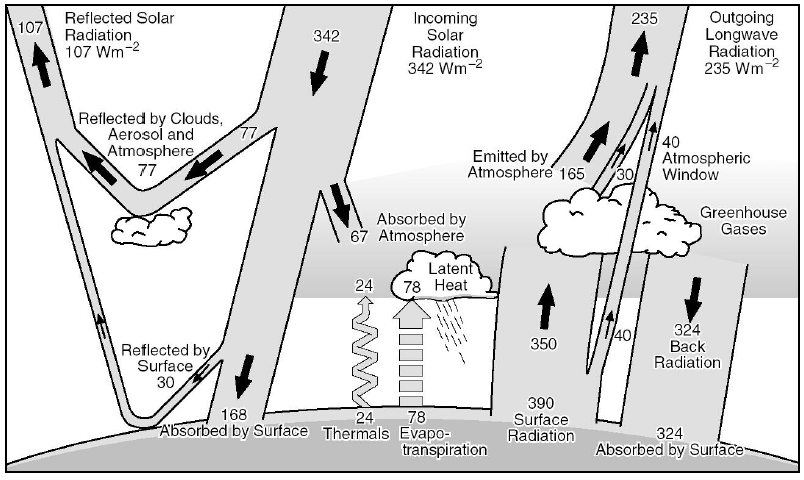 107
Reflected Solar
Radiation
107 Wm−2
342
Incoming
Solar
Radiation
342 Wm−2
235
Outgoing
Longwave
Radiation
235 Wm−2
Reflected by Clouds,
Aerosol and
Atmosphere
77
77
Emitted by
Atmosphere
165
30
40
Atmospheric
Window
Greenhouse
Gases
Absorbed by
Atmosphere
67
Latent
Heat
24
78
350
40
324
Back
Radiation
Reflected by
Surface
30
168
Absorbed by Surface
24
Thermals
78
Evapo-
transpiration
390
Surface
Radiation
324
Absorbed by Surface